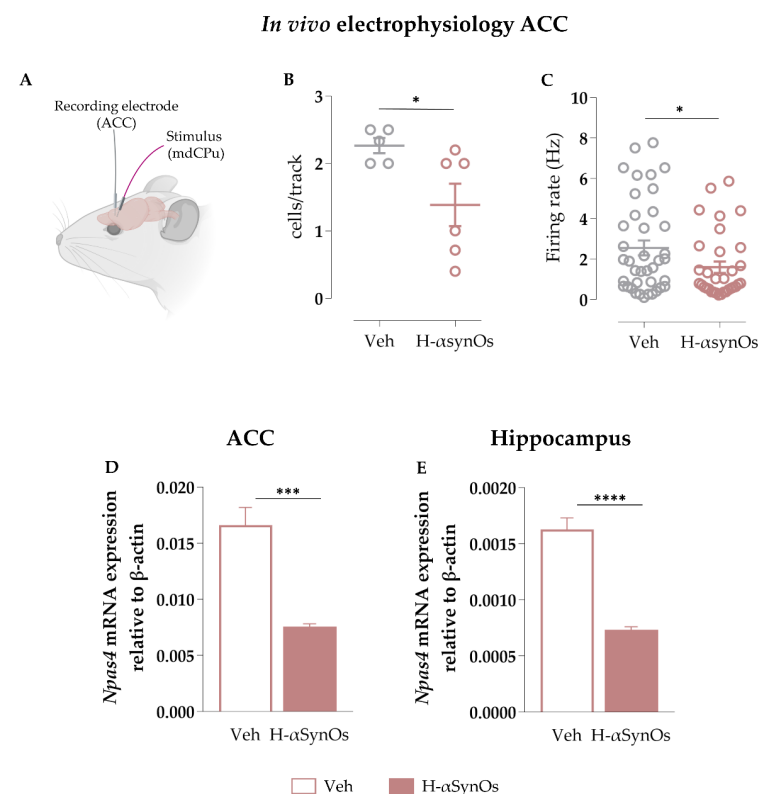 In vivo electrophysiology ACC
A
Recording electrode
(ACC)
Stimulus
(mdCPu)
B
cells/track
3
2
1
0
*
Veh
H-αsynOs
C
Firing rate (Hz)
10
8
6
4
2
0
*
Veh
H-αsynOs
ACC
D
Npas4 mRNA expression
relative to β-actin
0.020
0.015
0.010
0.005
0.000
***
Veh
H-αSynOs
Hippocampus
E
Npas4 mRNA expression
relative to β-actin
0.0020
0.0015
0.0010
0.0005
0.0000
****
Veh
H-αSynOs
Veh
H-αSynOs